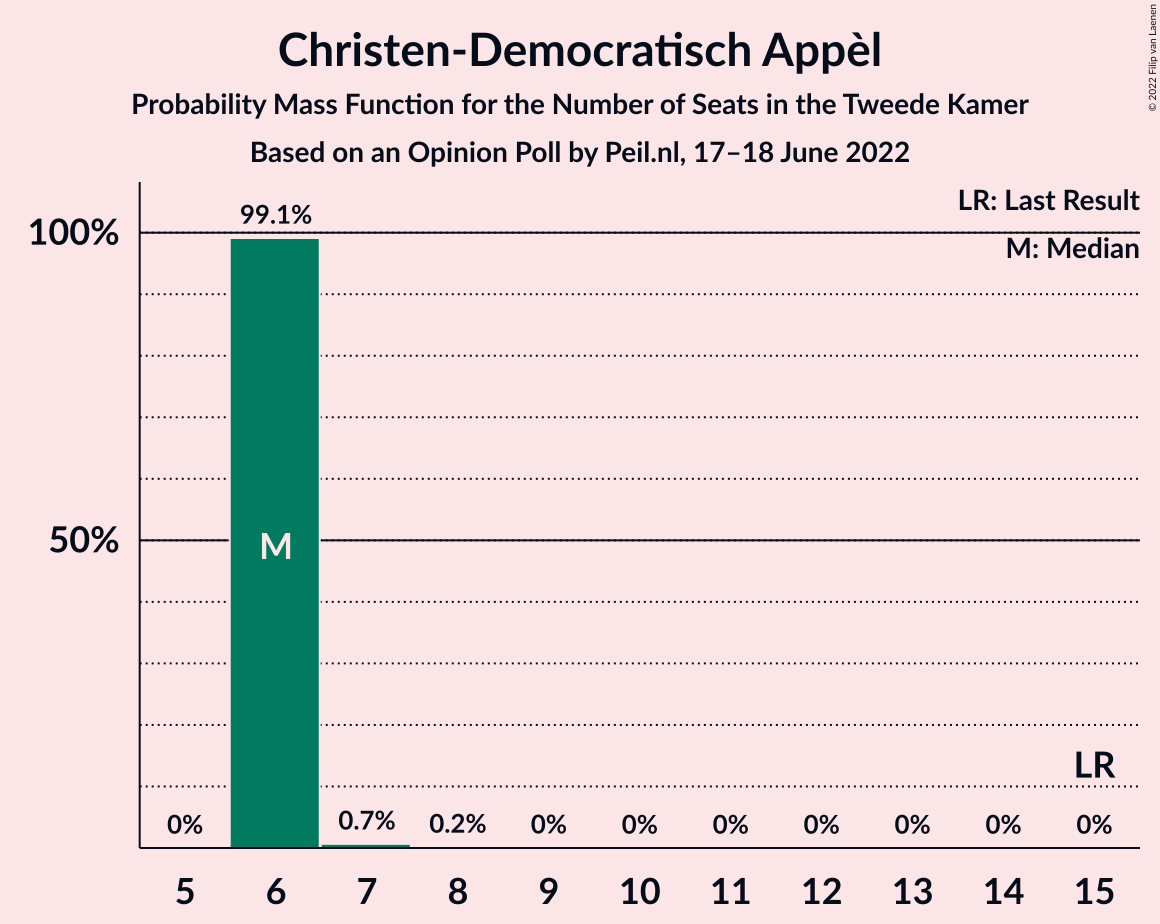 Christen-Democratisch Appèl
Probability Mass Function for the Number of Seats in the Tweede Kamer
Based on an Opinion Poll by Peil.nl, 17–18 June 2022
© 2022 Filip van Laenen
LR: Last Result
M: Median
99.1%
100%
50%
M
LR
0% 0.7% 0.2% 0% 0% 0% 0% 0% 0% 0%
5 6 7 8 9 10 11 12 13 14 15